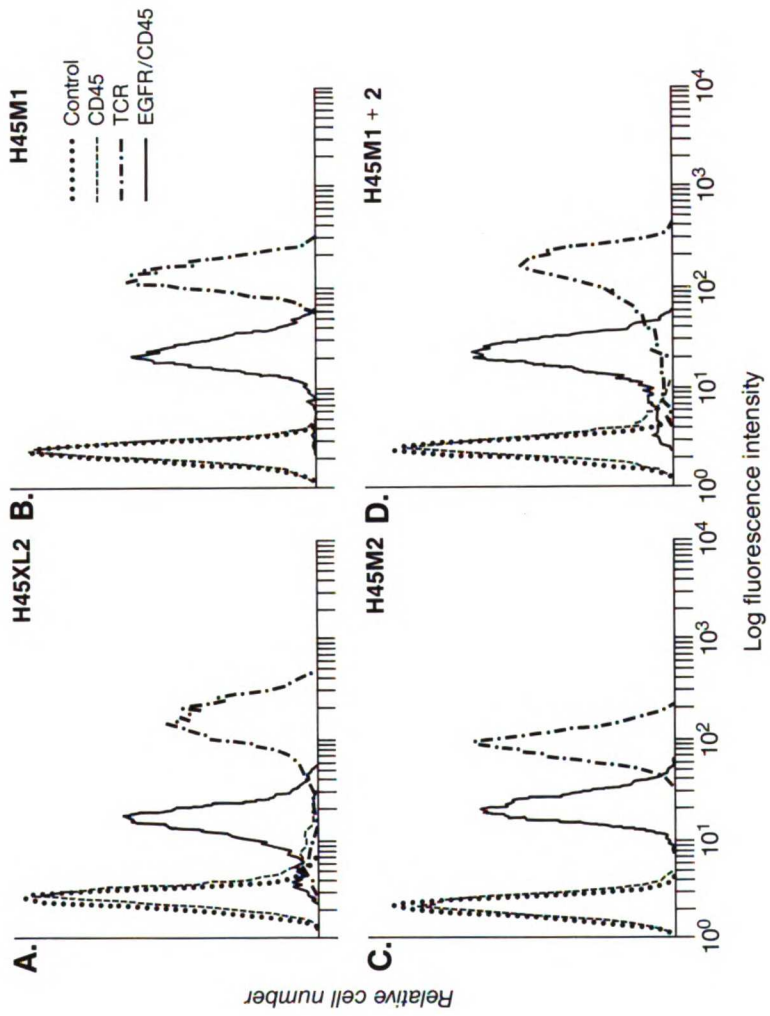 A.
H45XL2
B.
H45M1
Control
CD45
TCR
EGFR/CD45
C.
H45M2
10⁰
10¹
10²
10³
10⁴
D.
H45M1 + 2
10⁰
10¹
10²
10³
10⁴
Relative cell number
Log fluorescence intensity